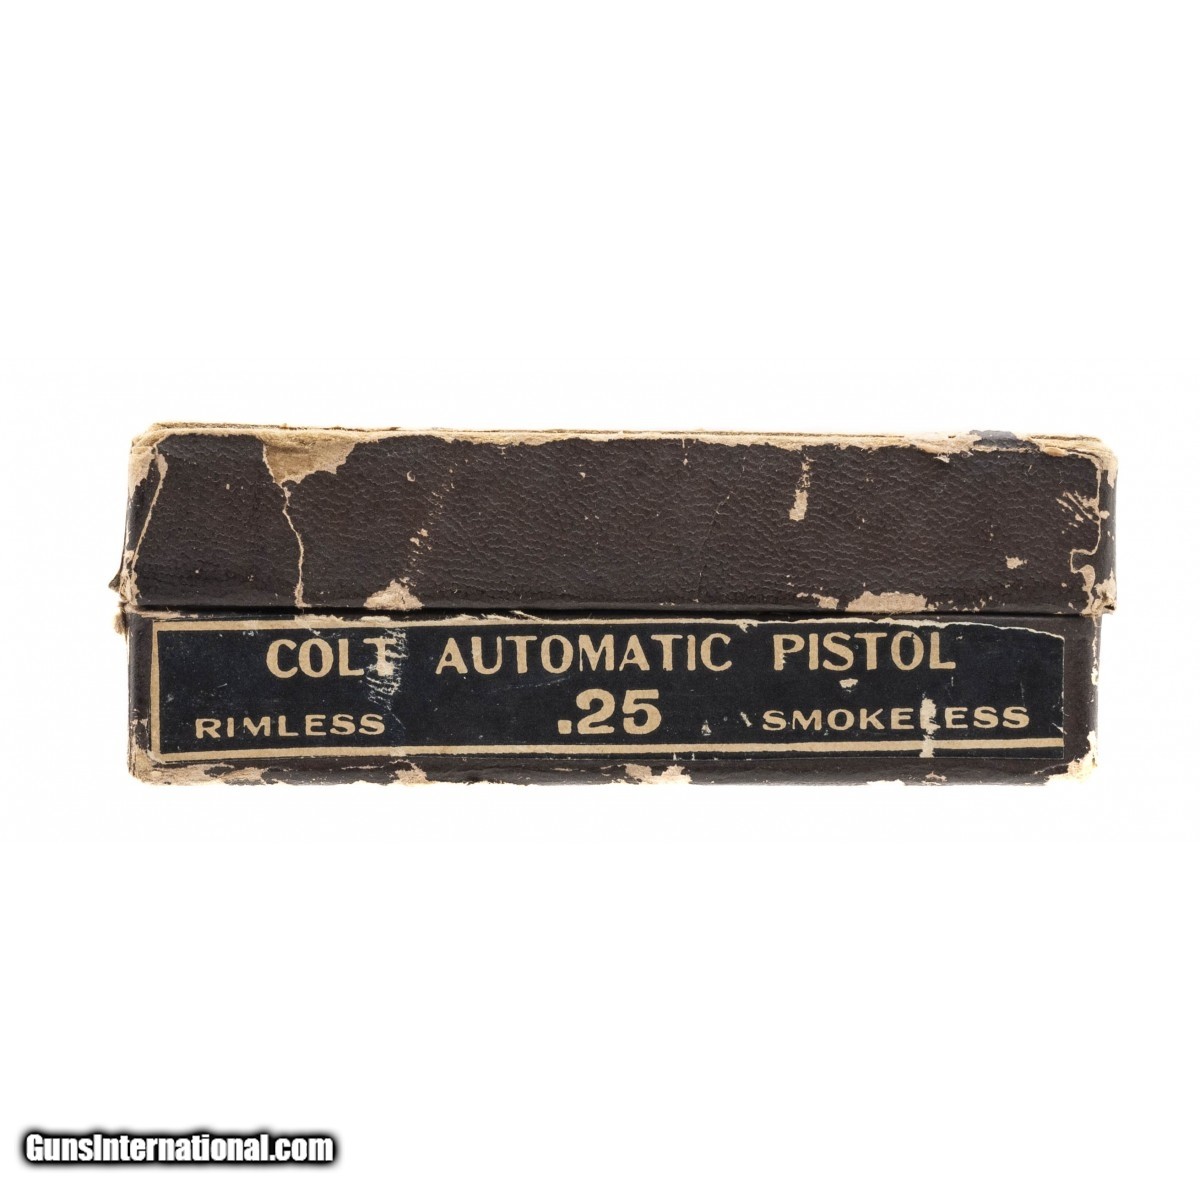 COLT AUTOMATIC PISTOL
RIMLESS .25 SMOKELESS
GunsInternational.com